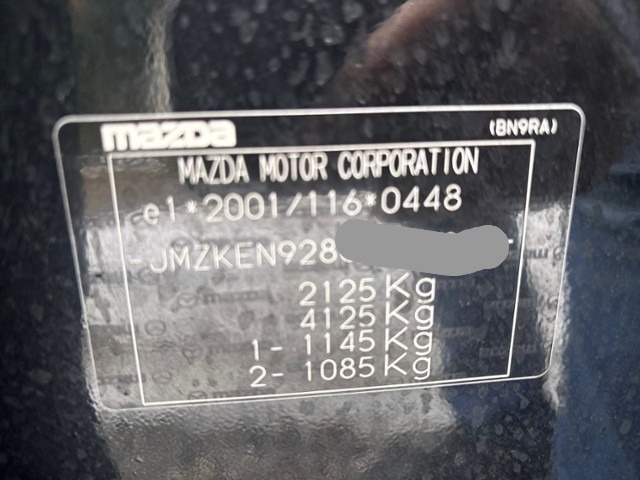 mazda (BN9RA)
MAZDA MOTOR CORPORATION
e1*2001/116*0448
-JMZKEN928
2125 Kg
4125 Kg
1- 1145 Kg
2- 1085 Kg